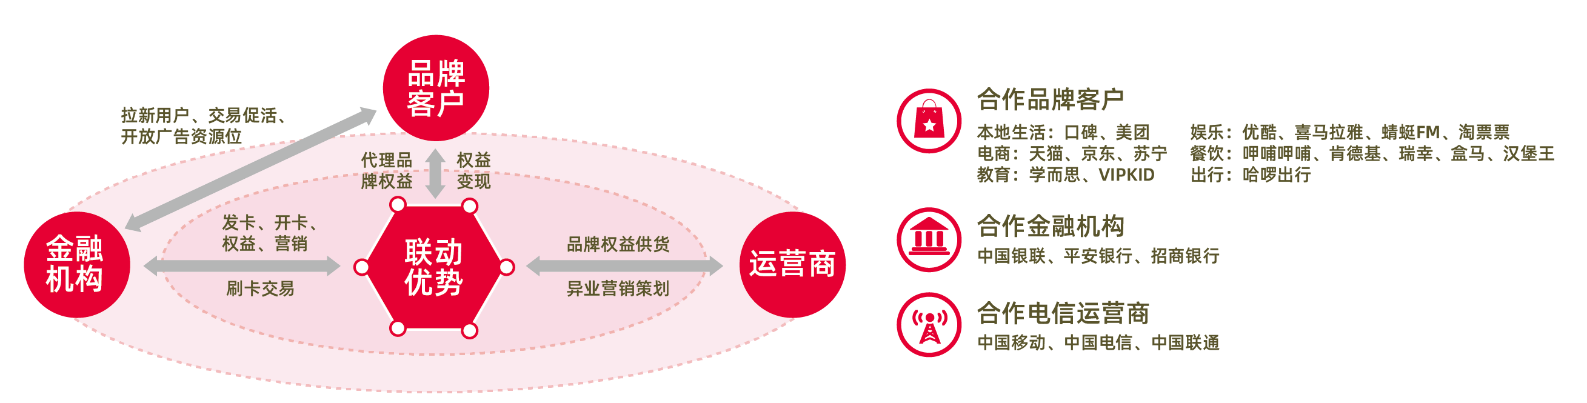 品牌
客户
拉新用户、交易促活、
开放广告资源位
代理品
牌权益
权益
变现
金融
机构
发卡、开卡、
权益、营销
刷卡交易
联动
优势
品牌权益供货
异业营销策划
运营商
合作品牌客户
本地生活：口碑、美团 娱乐：优酷、喜马拉雅、蜻蜓FM、淘票票
电商：天猫、京东、苏宁 餐饮：呷哺呷哺、肯德基、瑞幸、盒马、汉堡王
教育：学而思、VIPKID 出行：哈啰出行
合作金融机构
中国银联、平安银行、招商银行
合作电信运营商
中国移动、中国电信、中国联通